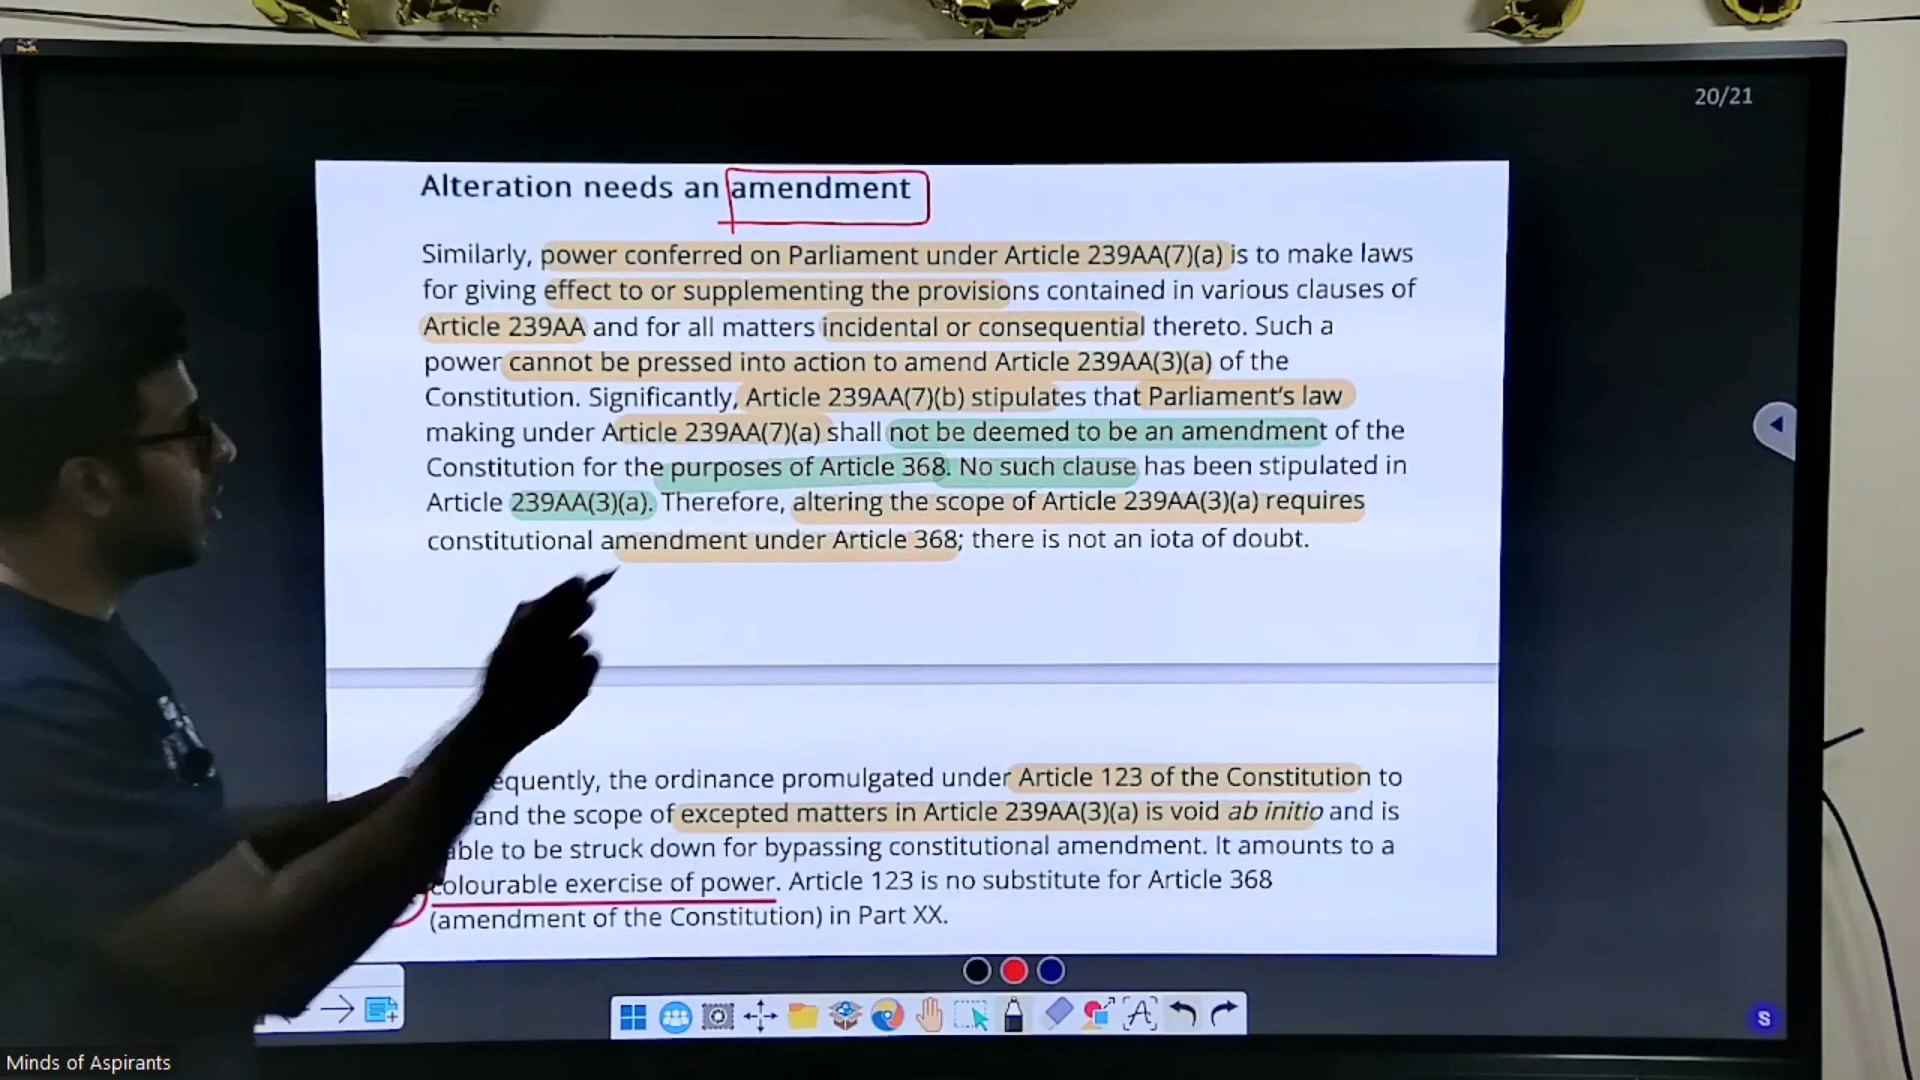 20/21
Alteration needs an amendment
Similarly, power conferred on Parliament under Article 239AA(7)(a) is to make laws
for giving effect to or supplementing the provisions contained in various clauses of
Article 239AA and for all matters incidental or consequential thereto. Such a
power cannot be pressed into action to amend Article 239AA(3)(a) of the
Constitution. Significantly, Article 239AA(7)(b) stipulates that Parliament's law
making under Article 239AA(7)(a) shall not be deemed to be an amendment of the
Constitution for the purposes of Article 368. No such clause has been stipulated in
Article 239AA(3)(a). Therefore, altering the scope of Article 239AA(3)(a) requires
constitutional amendment under Article 368; there is not an iota of doubt.
equently, the ordinance promulgated under Article 123 of the Constitution to
and the scope of excepted matters in Article 239AA(3)(a) is void ab initio and is
able to be struck down for bypassing constitutional amendment. It amounts to a
colourable exercise of power. Article 123 is no substitute for Article 368
(amendment of the Constitution) in Part XX.
S
Minds of Aspirants